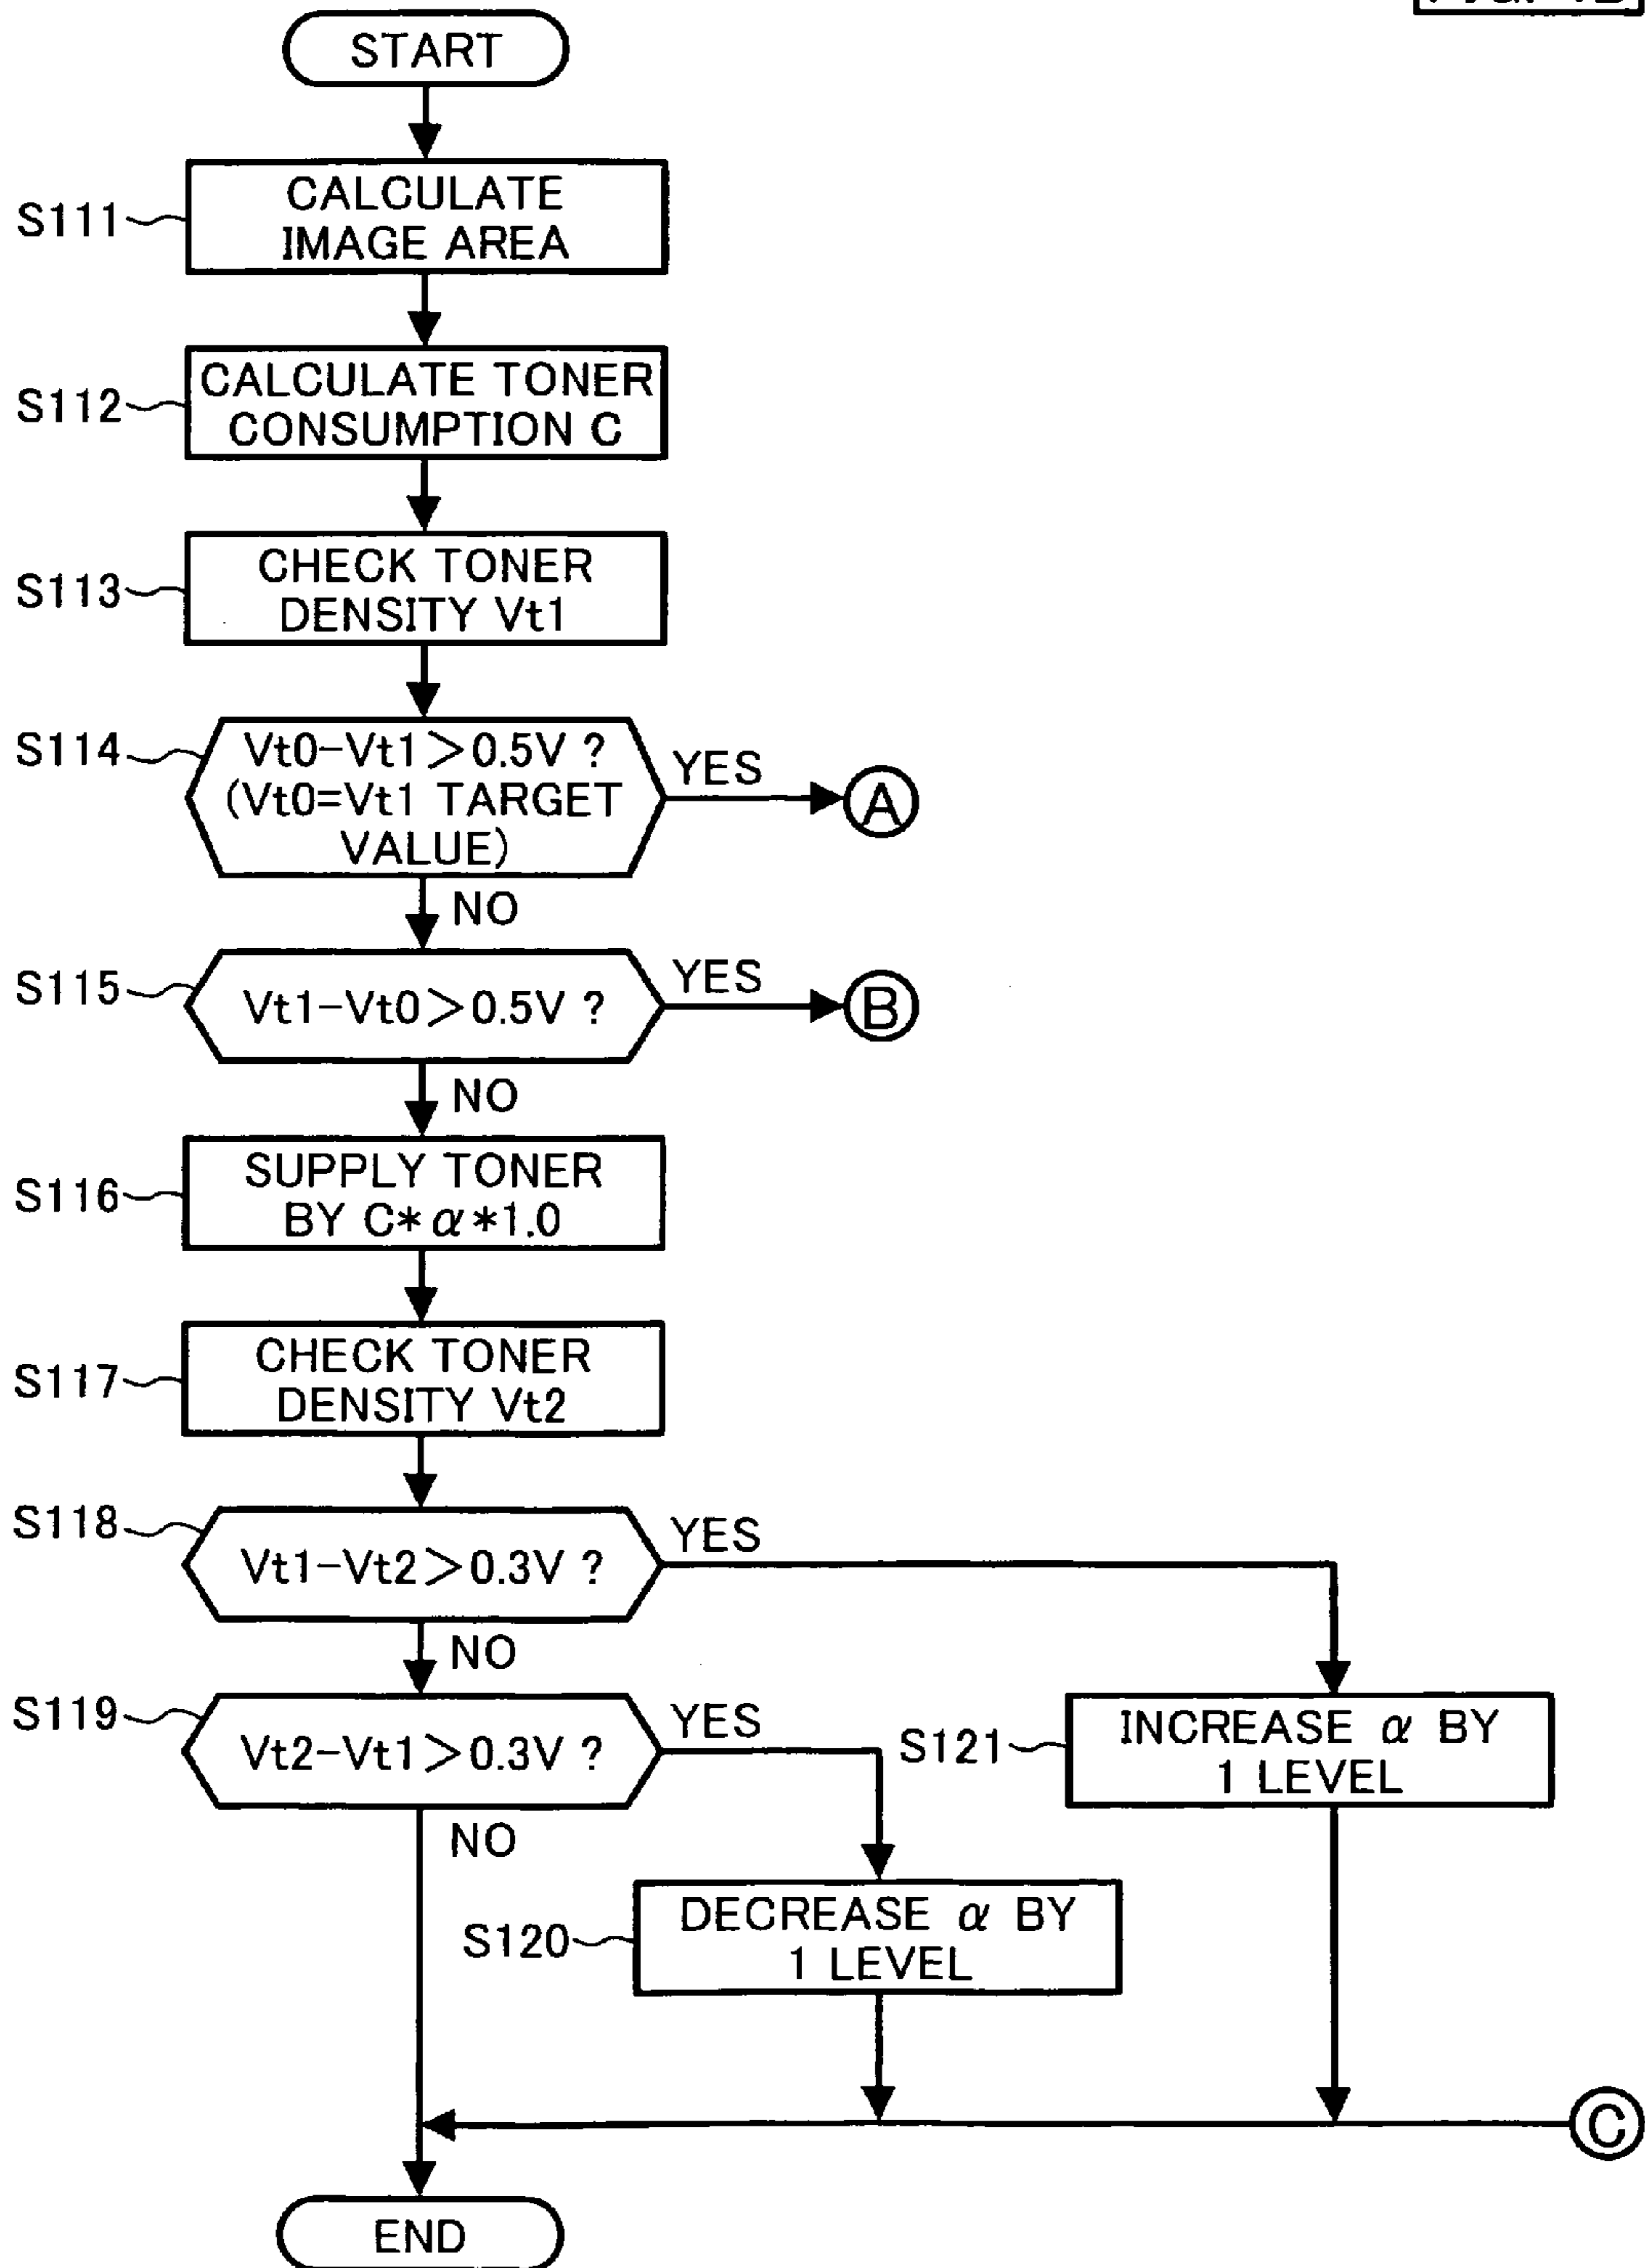 START
S111
CALCULATE
IMAGE AREA
S112
CALCULATE TONER
CONSUMPTION C
S113
CHECK TONER
DENSITY Vt1
S114
Vt0-Vt1>0.5V ?
(Vt0=Vt1 TARGET
VALUE)
YES
A
NO
S115
Vt1-Vt0>0.5V ?
YES
B
NO
S116
SUPPLY TONER
BY C*α*1.0
S117
CHECK TONER
DENSITY Vt2
S118
Vt1-Vt2>0.3V ?
YES
NO
S119
Vt2-Vt1>0.3V ?
YES
S121
INCREASE α BY
1 LEVEL
NO
S120
DECREASE α BY
1 LEVEL
C
END